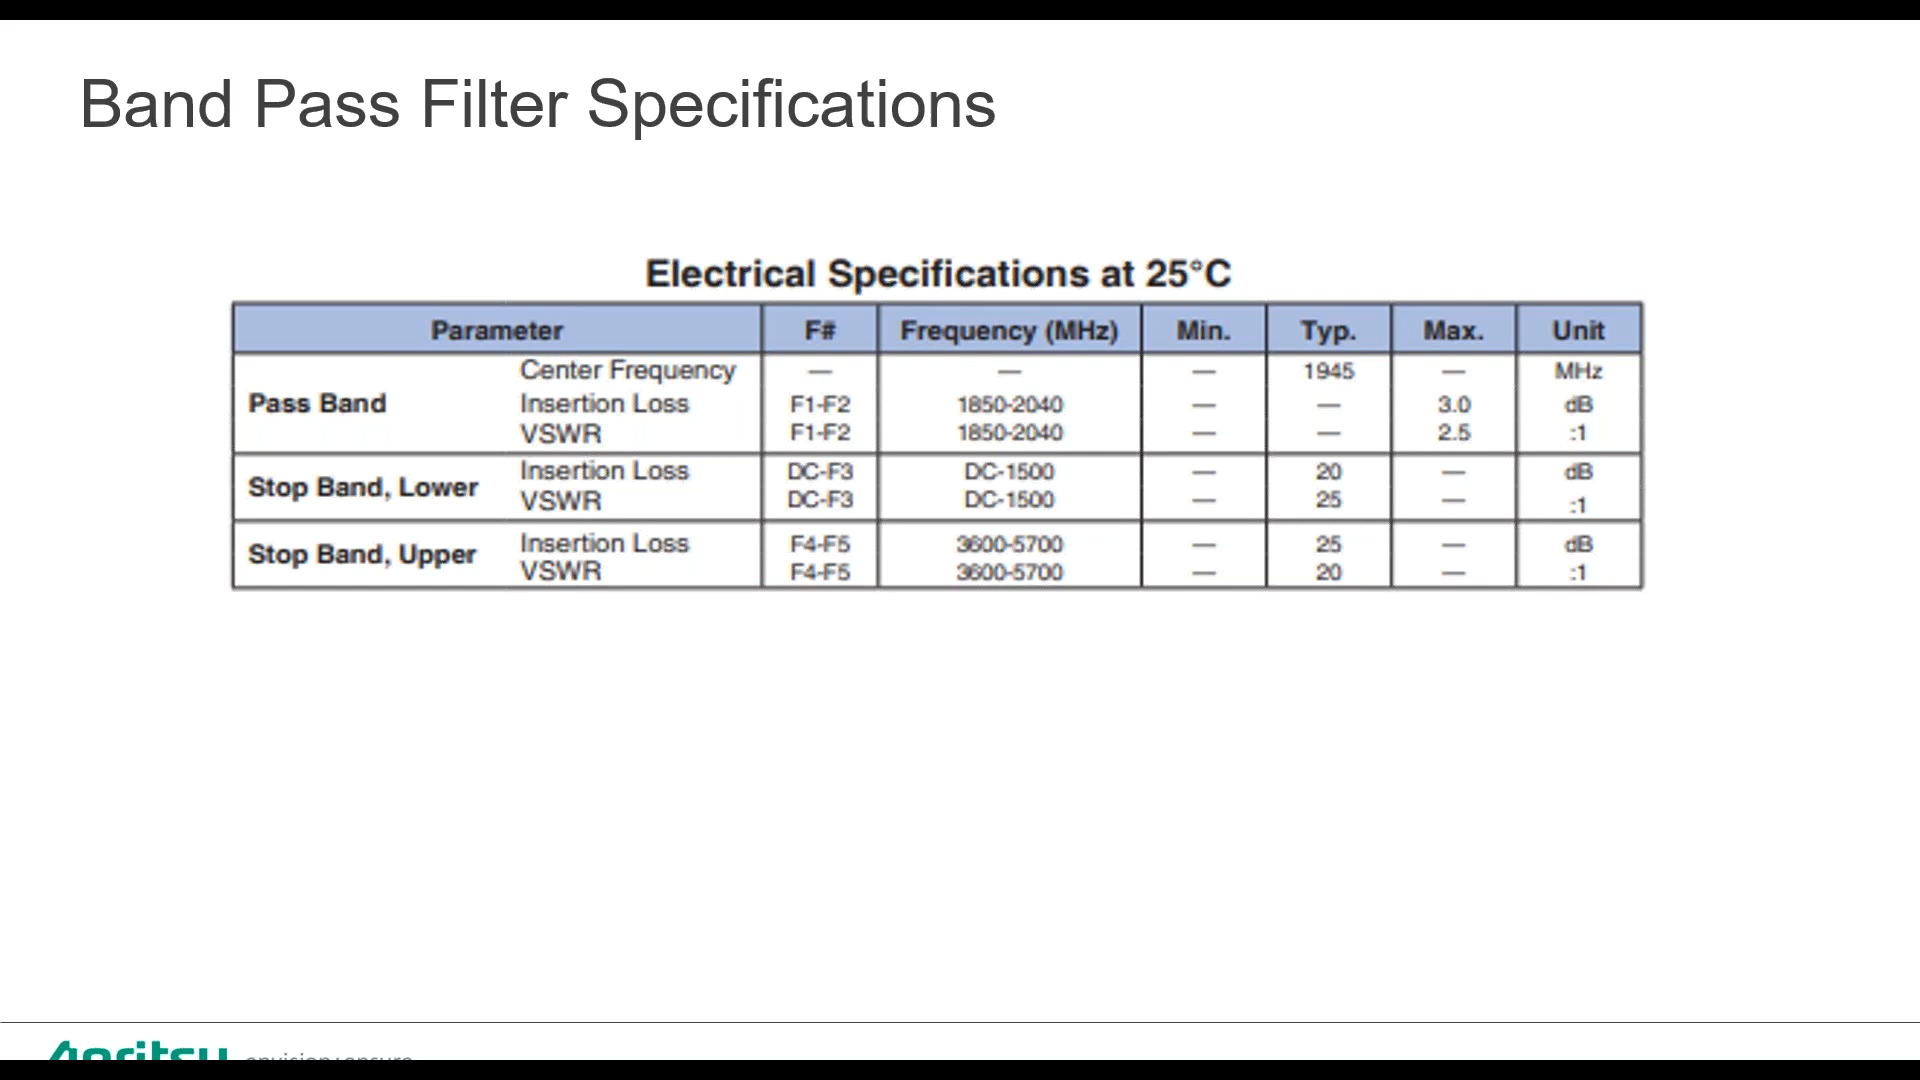 Band Pass Filter Specifications
Electrical Specifications at 25°C
Parameter F# Frequency (MHz) Min. Typ. Max. Unit
Pass Band
Center Frequency — — — 1945 — MHz
Insertion Loss F1-F2 1850-2040 — — 3.0 dB
VSWR F1-F2 1850-2040 — — 2.5 :1
Stop Band, Lower
Insertion Loss DC-F3 DC-1500 — 20 — dB
VSWR DC-F3 DC-1500 — 25 — :1
Stop Band, Upper
Insertion Loss F4-F5 3600-5700 — 25 — dB
VSWR F4-F5 3600-5700 — 20 — :1
Anritsu envision : ensure